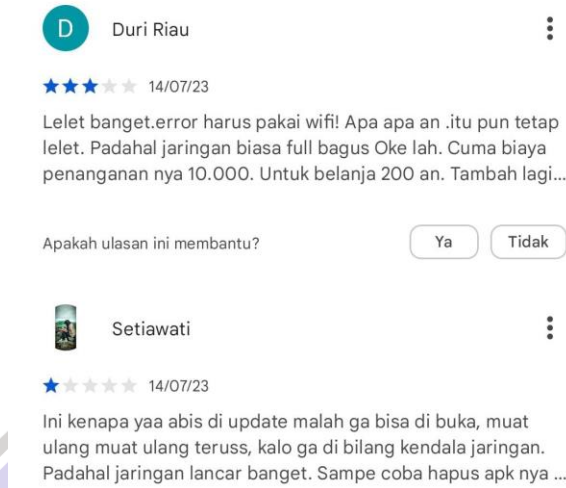 D
Duri Riau
14/07/23
Lelet banget.error harus pakai wifi! Apa apa an .itu pun tetap
lelet. Padahal jaringan biasa full bagus Oke lah. Cuma biaya
penanganan nya 10.000. Untuk belanja 200 an. Tambah lagi...
Apakah ulasan ini membantu? Ya Tidak
Setiawati
14/07/23
Ini kenapa yaa abis di update malah ga bisa di buka, muat
ulang muat ulang teruss, kalo ga di bilang kendala jaringan.
Padahal jaringan lancar banget. Sampe coba hapus apk nya ...